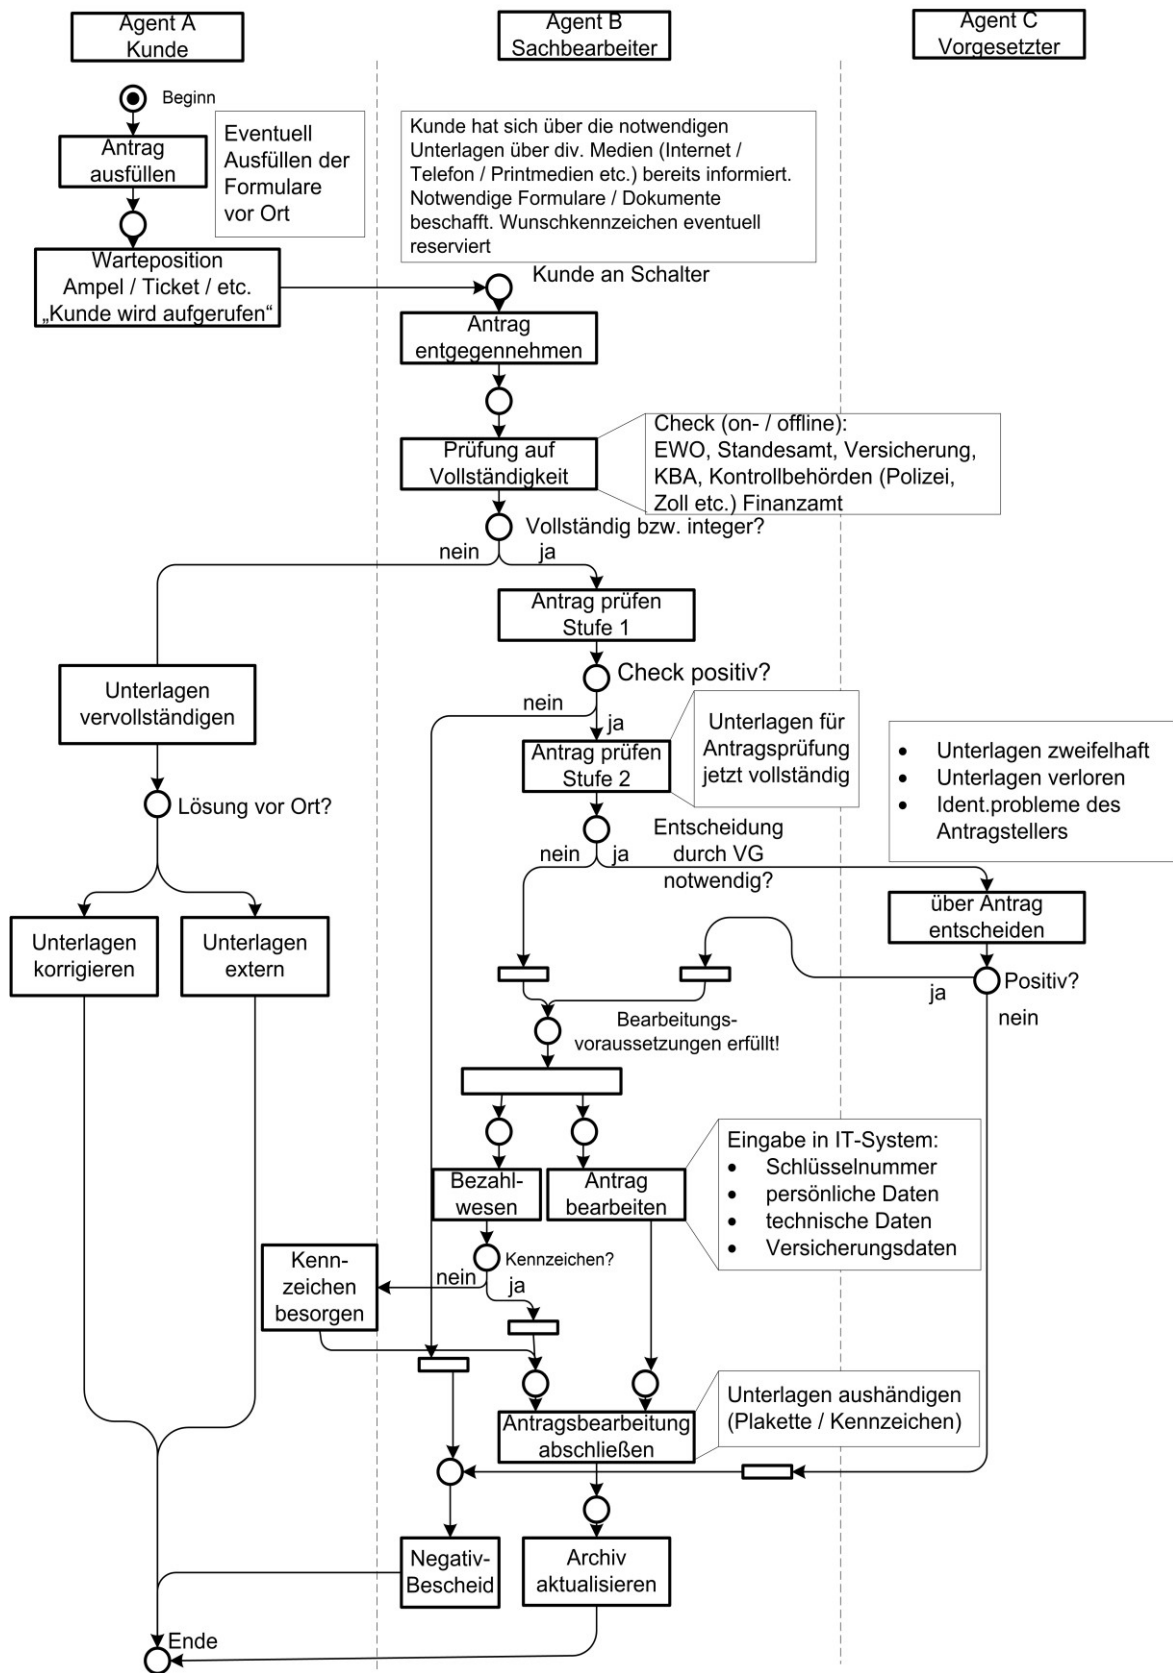 Agent A
Kunde
Agent B
Sachbearbeiter
Agent C
Vorgesetzter
Beginn
Antrag
ausfüllen
Eventuell
Ausfüllen der
Formulare
vor Ort
Kunde hat sich über die notwendigen
Unterlagen über div. Medien (Internet /
Telefon / Printmedien etc.) bereits informiert.
Notwendige Formulare / Dokumente
beschafft. Wunschkennzeichen eventuell
reserviert
Warteposition
Ampel / Ticket / etc.
„Kunde wird aufgerufen“
Kunde an Schalter
Antrag
entgegennehmen
Prüfung auf
Vollständigkeit
Check (on- / offline):
EWO, Standesamt, Versicherung,
KBA, Kontrollbehörden (Polizei,
Zoll etc.) Finanzamt
Vollständig bzw. integer?
nein
ja
Antrag prüfen
Stufe 1
Check positiv?
nein
ja
Unterlagen
vervollständigen
Antrag prüfen
Stufe 2
Unterlagen für
Antragsprüfung
jetzt vollständig
• Unterlagen zweifelhaft
• Unterlagen verloren
• Ident.probleme des
Antragstellers
Lösung vor Ort?
Entscheidung
durch VG
notwendig?
nein
ja
Unterlagen
korrigieren
Unterlagen
extern
über Antrag
entscheiden
Positiv?
ja
nein
Bearbeitungs-
voraussetzungen erfüllt!
Bezahl-
wesen
Antrag
bearbeiten
Eingabe in IT-System:
• Schlüsselnummer
• persönliche Daten
• technische Daten
• Versicherungsdaten
Kennzeichen?
nein
ja
Kenn-
zeichen
besorgen
Antragsbearbeitung
abschließen
Unterlagen aushändigen
(Plakette / Kennzeichen)
Negativ-
Bescheid
Archiv
aktualisieren
Ende